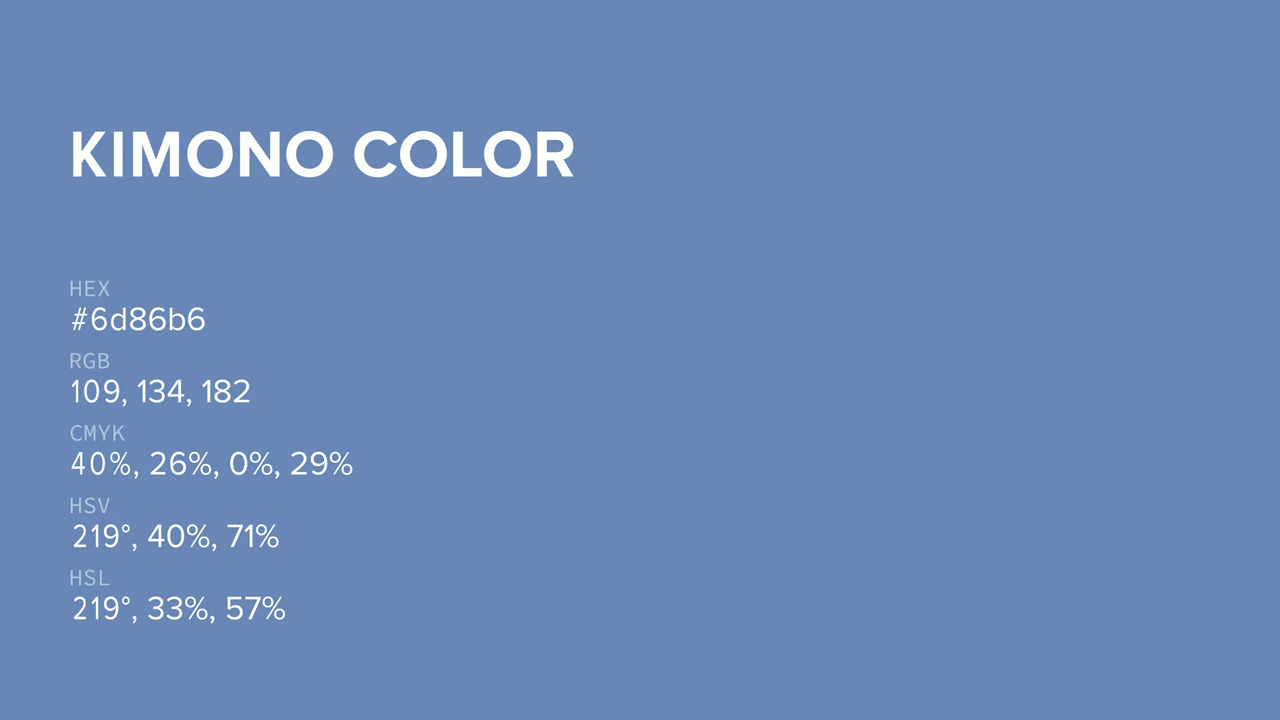 KIMONO COLOR
HEX
#6d86b6
RGB
109, 134, 182
CMYK
40%, 26%, 0%, 29%
HSV
219°, 40%, 71%
HSL
219°, 33%, 57%